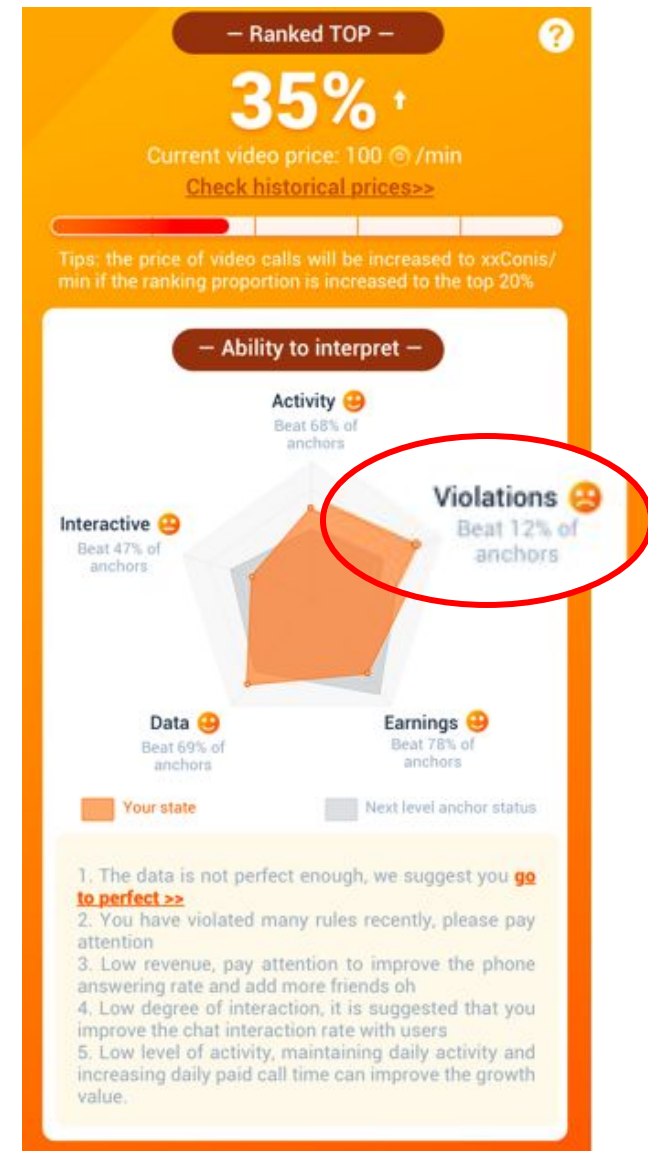 — Ranked TOP —
?
35%
Current video price: 100 /min
Check historical prices>>
Tips: the price of video calls will be increased to xxConis/
min if the ranking proportion is increased to the top 20%
— Ability to interpret —
Activity
Beat 68% of
anchors
Violations
Beat 12% of
anchors
Interactive
Beat 47% of
anchors
Data
Beat 69% of
anchors
Earnings
Beat 78% of
anchors
Your state
Next level anchor status
1. The data is not perfect enough, we suggest you go
to perfect >>
2. You have violated many rules recently, please pay
attention
3. Low revenue, pay attention to improve the phone
answering rate and add more friends oh
4. Low degree of interaction, it is suggested that you
improve the chat interaction rate with users
5. Low level of activity, maintaining daily activity and
increasing daily paid call time can improve the growth
value.